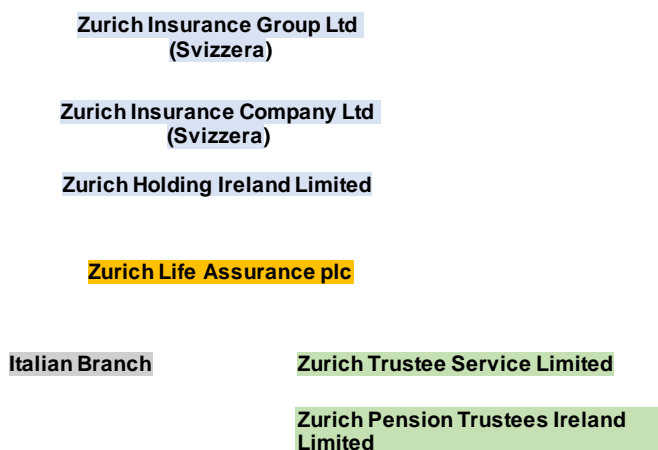 Zurich Insurance Group Ltd
(Svizzera)
Zurich Insurance Company Ltd
(Svizzera)
Zurich Holding Ireland Limited
Zurich Life Assurance plc
Italian Branch
Zurich Trustee Service Limited
Zurich Pension Trustees Ireland
Limited